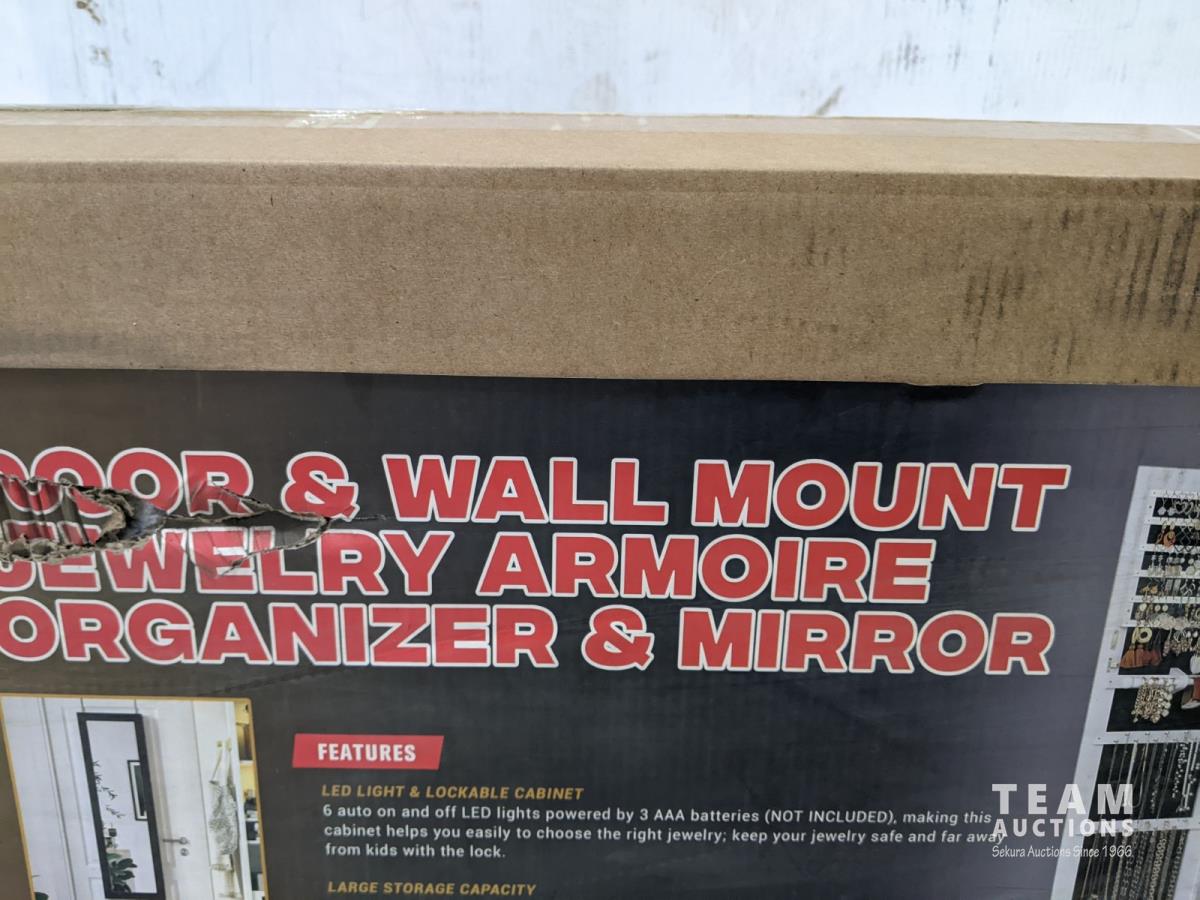 DOOR & WALL MOUNT
JEWELRY ARMOIRE
ORGANIZER & MIRROR
FEATURES
LED LIGHT & LOCKABLE CABINET
6 auto on and off LED lights powered by 3 AAA batteries (NOT INCLUDED), making this
cabinet helps you easily to choose the right jewelry; keep your jewelry safe and far away
from kids with the lock.
LARGE STORAGE CAPACITY
TEAM
AUCTIONS
Sekura Auctions Since 1966